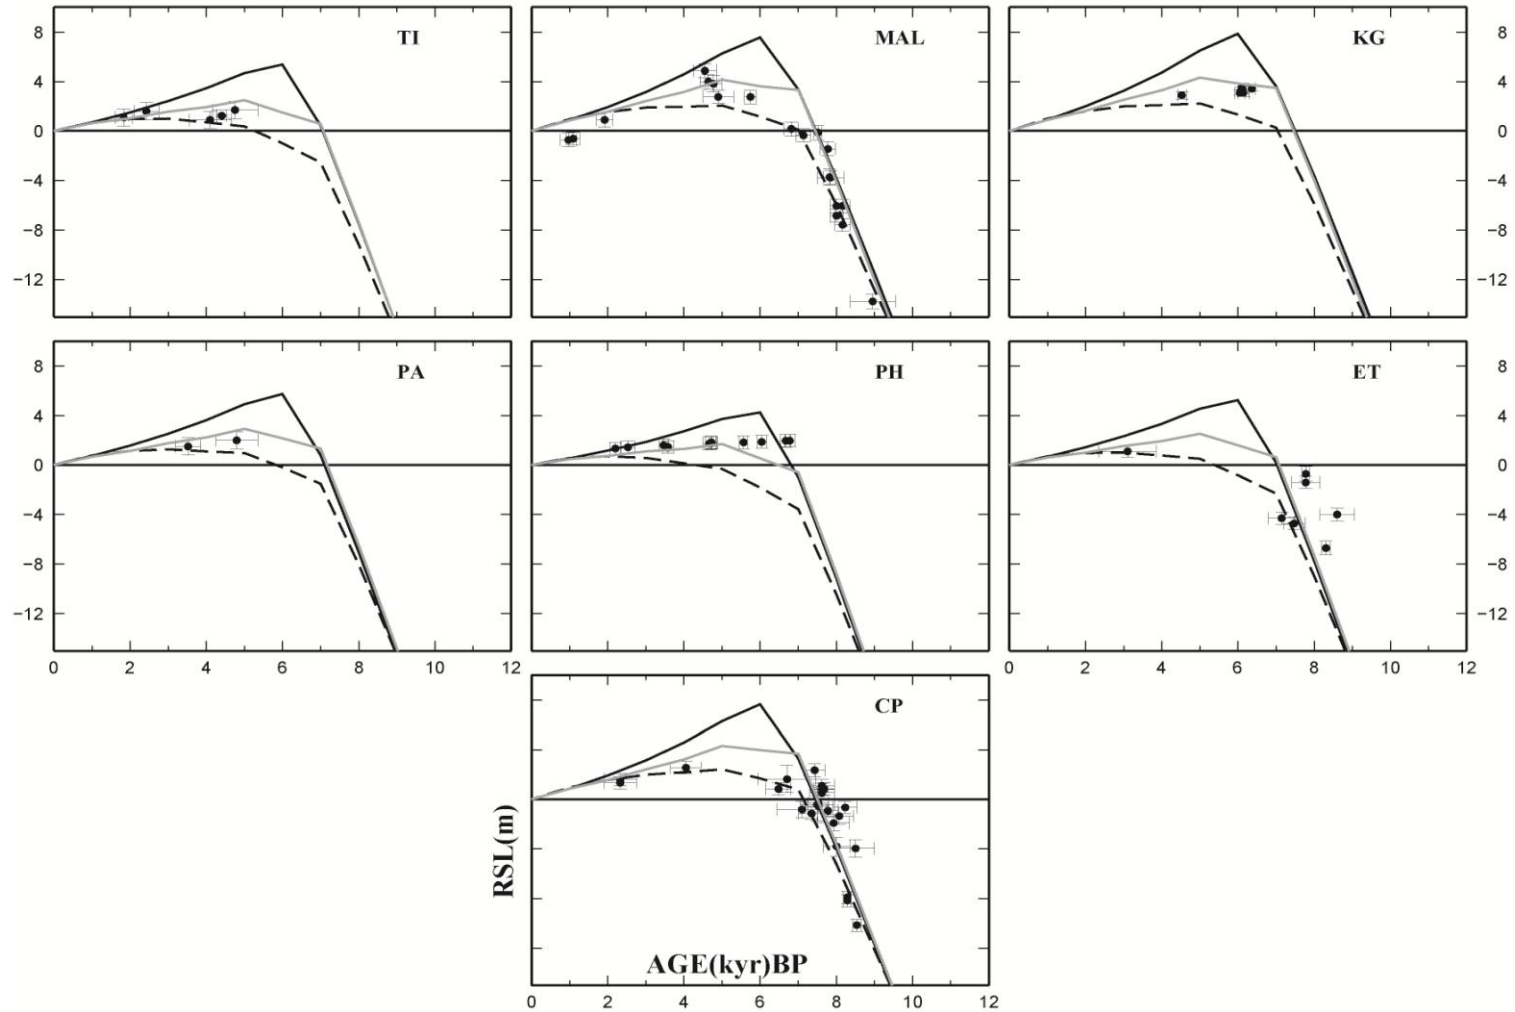 8 TI MAL KG 8
4 4
0 0
−4 −4
−8 −8
−12 −12
8 PA PH ET 8
4 4
0 0
−4 −4
−8 −8
−12 −12
0 2 4 6 8 10 12 0 2 4 6 8 10 12
CP
RSL(m)
AGE(kyr)BP
0 2 4 6 8 10 12